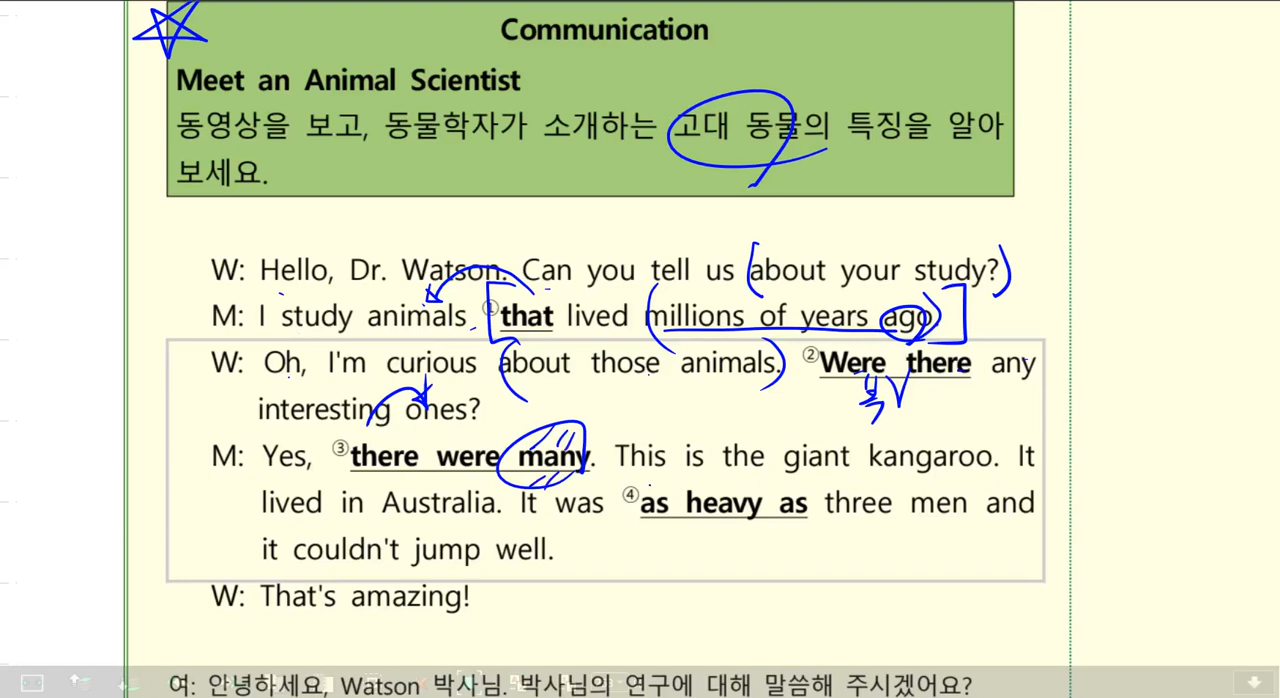 Communication
Meet an Animal Scientist
동영상을 보고, 동물학자가 소개하는 고대 동물의 특징을 알아
보세요.
W: Hello, Dr. Watson. Can you tell us about your study?
M: I study animals ①that lived millions of years ago.
W: Oh, I'm curious about those animals. ②Were there any
interesting ones?
M: Yes, ③there were many. This is the giant kangaroo. It
lived in Australia. It was ④as heavy as three men and
it couldn't jump well.
W: That's amazing!
여: 안녕하세요, Watson 박사님. 박사님의 연구에 대해 말씀해 주시겠어요?